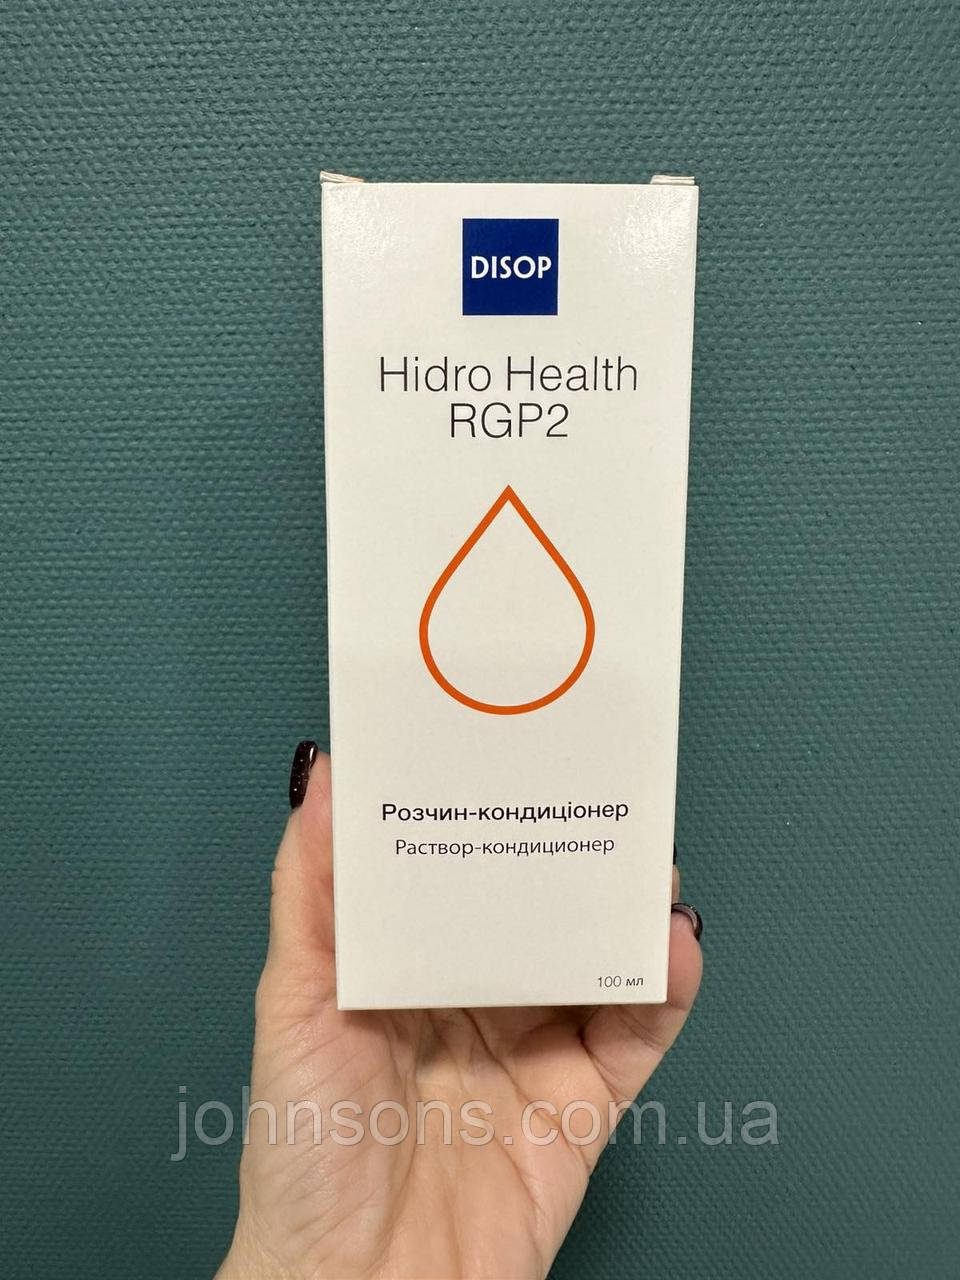 DISOP
Hidro Health
RGP2
Розчин-кондиціонер
Раствор-кондиционер
100 мл
johnsons.com.ua